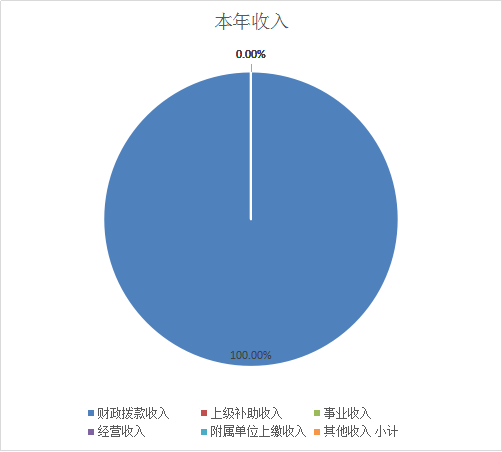 本年收入
0.00%
100.00%
财政拨款收入 上级补助收入 事业收入
经营收入 附属单位上缴收入 其他收入 小计